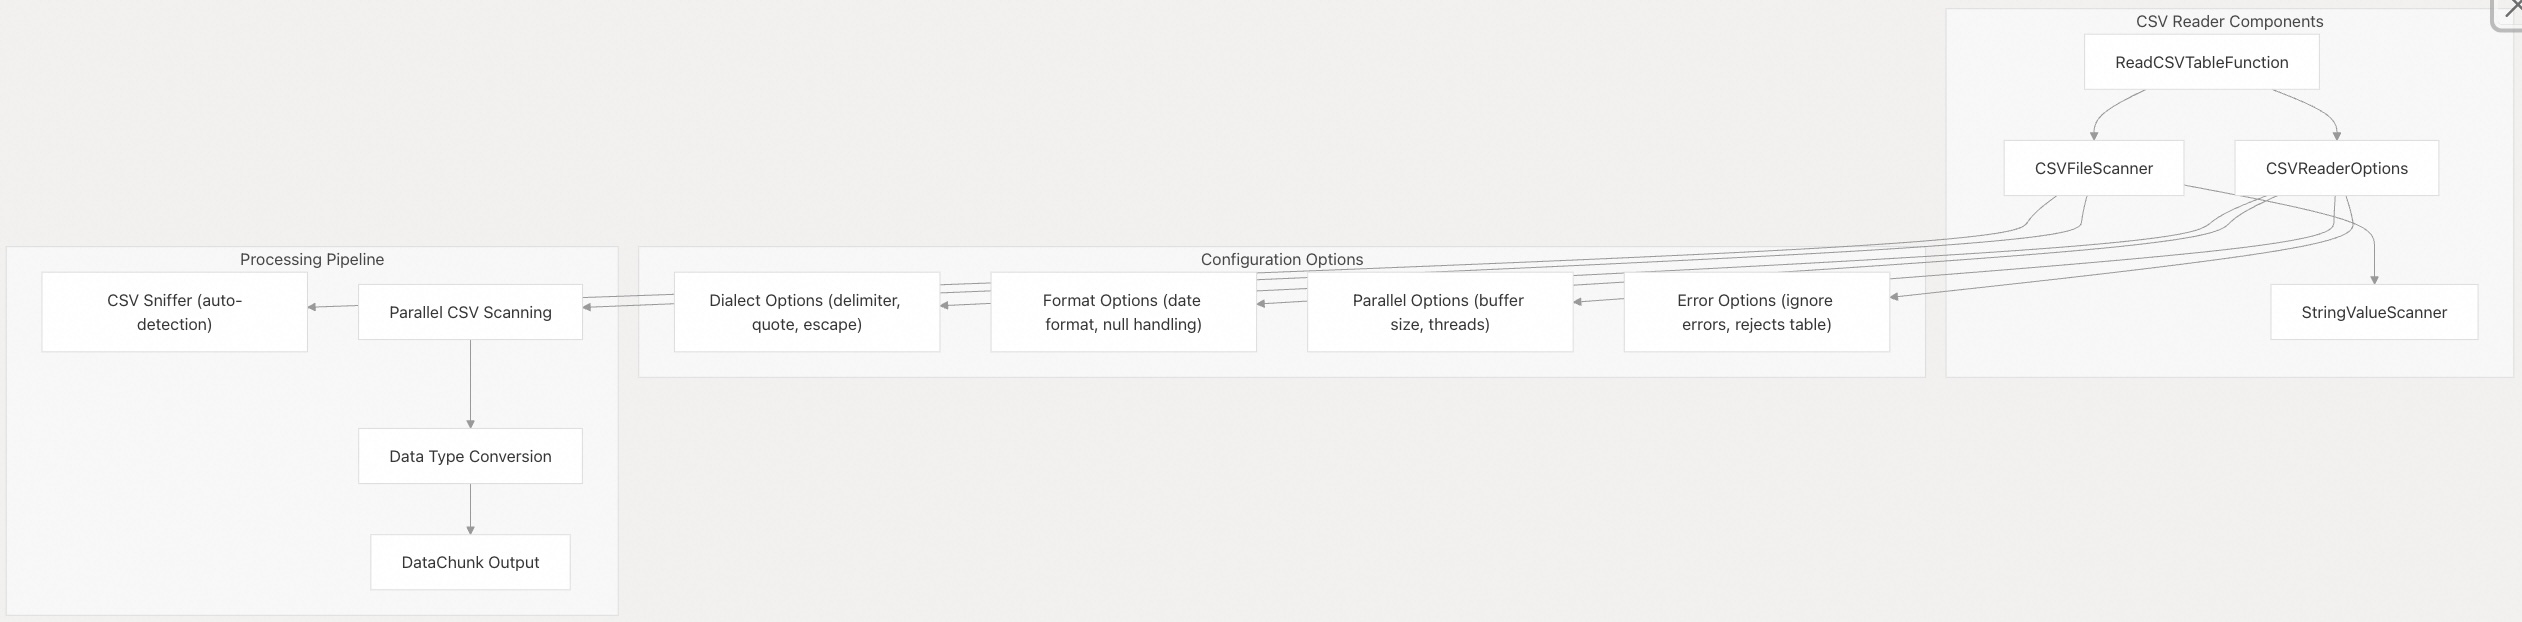 CSV Reader Components
ReadCSVTableFunction
CSVFileScanner
CSVReaderOptions
StringValueScanner
Configuration Options
Dialect Options (delimiter,
quote, escape)
Format Options (date
format, null handling)
Parallel Options (buffer
size, threads)
Error Options (ignore
errors, rejects table)
Processing Pipeline
CSV Sniffer (auto-
detection)
Parallel CSV Scanning
Data Type Conversion
DataChunk Output